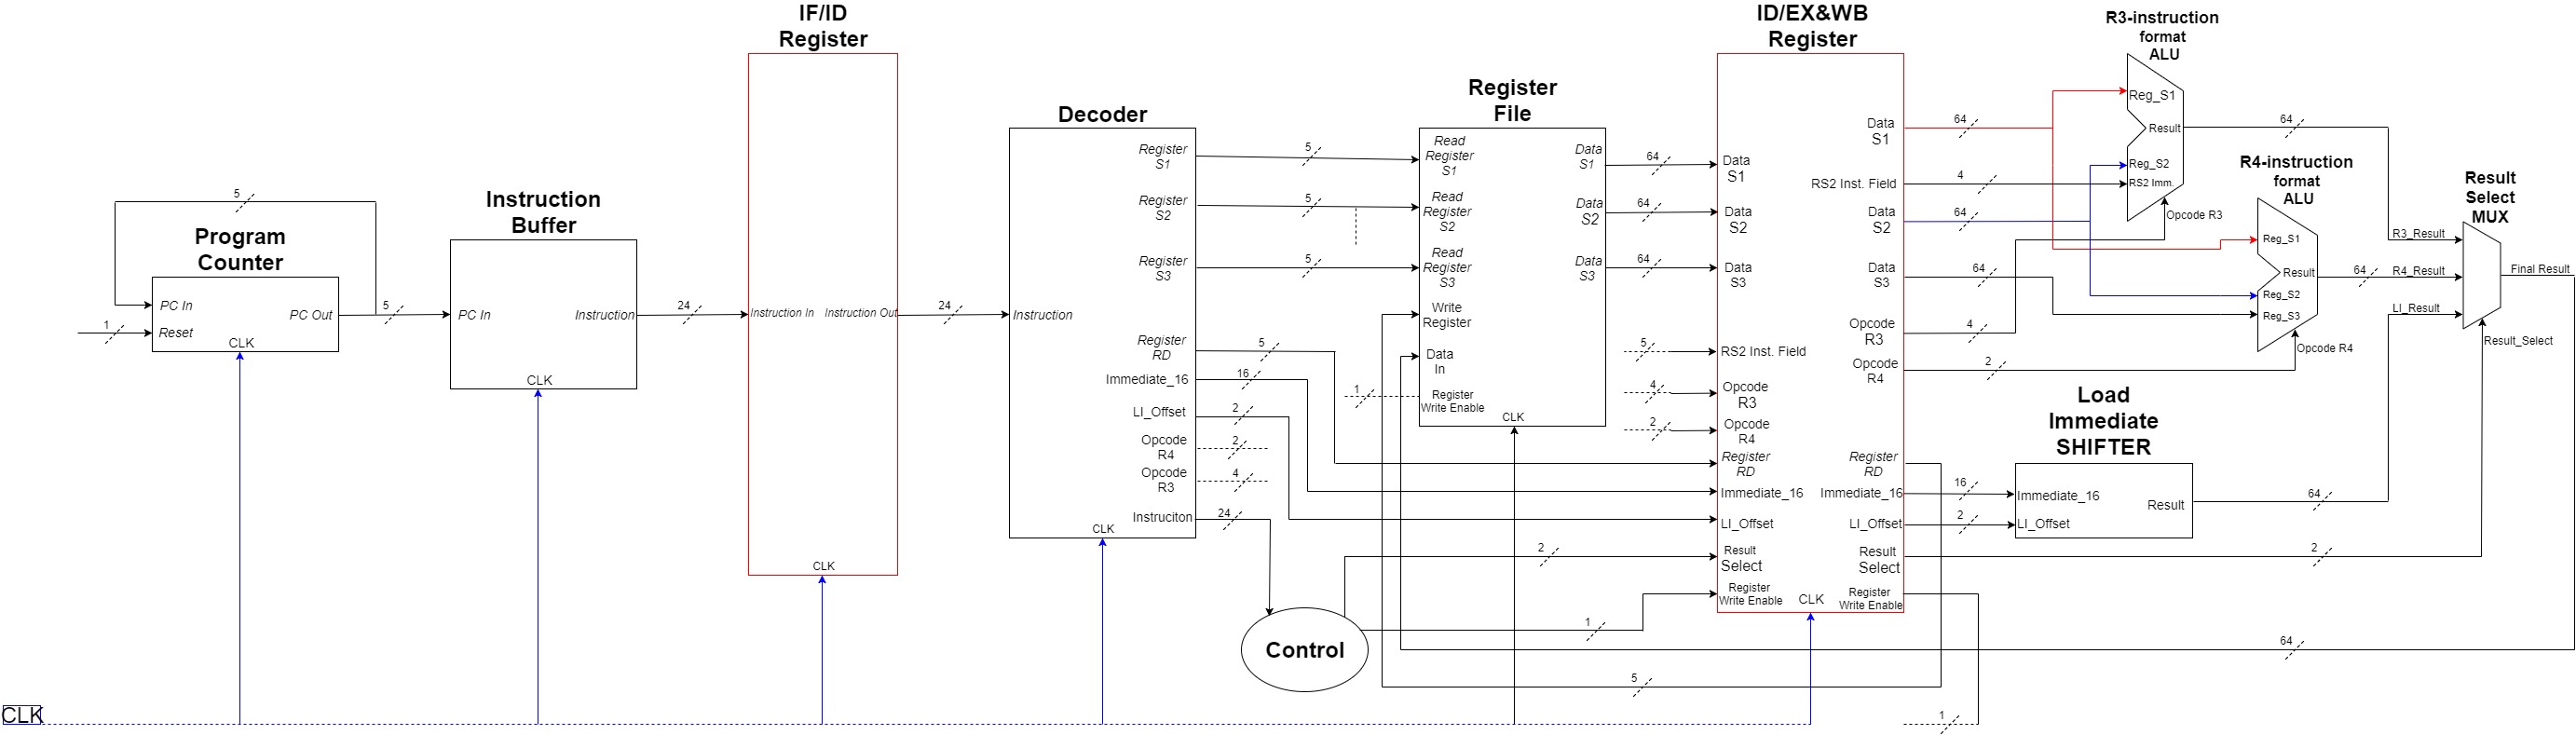 IF/ID
Register
ID/EX&WB
Register
R3-instruction
format
ALU
Decoder
Register
File
R4-instruction
format
ALU
Result
Select
MUX
Instruction
Buffer
Program
Counter
5
PC In
Reset
PC Out
CLK
1
5
PC In
Instruction
CLK
24
Instruction In
Instruction Out
CLK
24
Instruction
Register
S1
Register
S2
Register
S3
Register
RD
Immediate_16
LI_Offset
Opcode
R4
Opcode
R3
Instruciton
CLK
5
5
5
5
16
2
2
4
24
Control
Read
Register
S1
Read
Register
S2
Read
Register
S3
Write
Register
Data
In
Register
Write Enable
CLK
Data
S1
Data
S2
Data
S3
1
64
64
64
5
4
2
2
1
Data
S1
Data
S2
Data
S3
RS2 Inst. Field
Opcode
R3
Opcode
R4
Register
RD
Immediate_16
LI_Offset
Result
Select
Register
Write Enable
CLK
Data
S1
RS2 Inst. Field
Data
S2
Data
S3
Opcode
R3
Opcode
R4
Register
RD
Immediate_16
LI_Offset
Result
Select
Register
Write Enable
64
4
64
64
4
2
16
2
2
1
5
64
Reg_S1
Result
Reg_S2
RS2 Imm.
Opcode R3
64
Reg_S1
Result
Reg_S2
Reg_S3
Opcode R4
64
Load
Immediate
SHIFTER
Immediate_16
LI_Offset
Result
64
R3_Result
R4_Result
LI_Result
Final Result
Result_Select
CLK